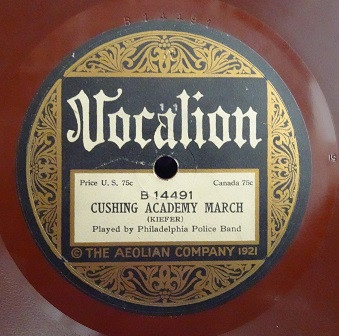 B 14491
Vocalion
Price U. S. 75c
Canada 75c
B 14491
CUSHING ACADEMY MARCH
(KIEFER)
Played by Philadelphia Police Band
© THE AEOLIAN COMPANY 1921